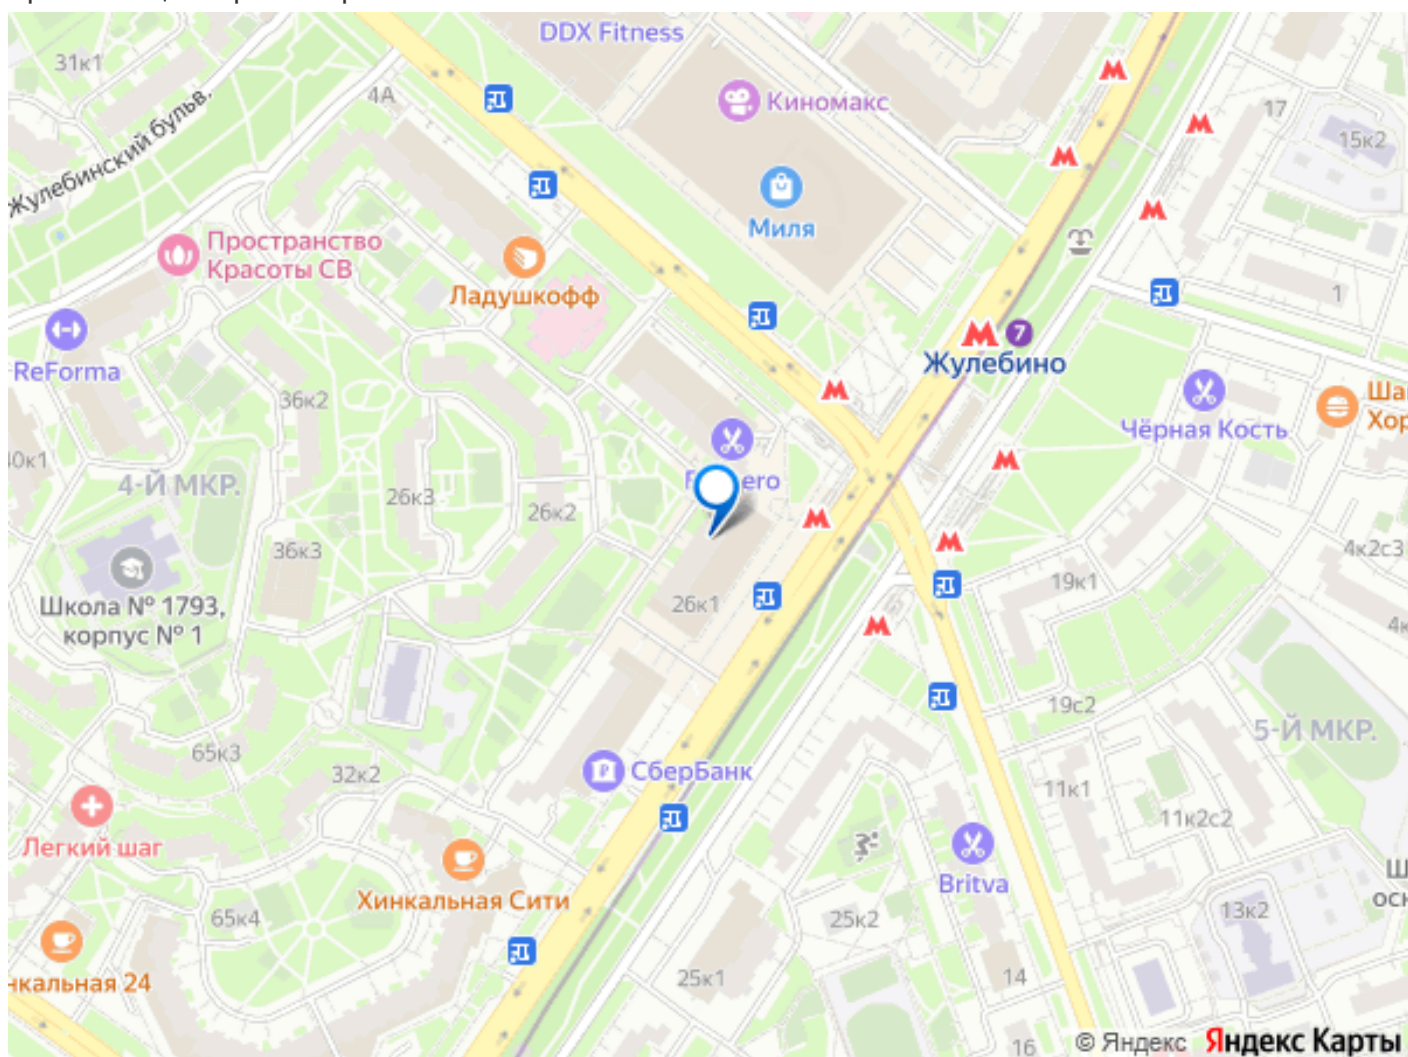 DDX Fitness
31к1
4А
Киномакс
17
15к2
Жулебинский бульв.
Миля
Пространство
Красоты СВ
Ладушкофф
1
7
Жулебино
ReForma
36к2
Чёрная Кость
4-Й МКР.
26к3
26к2
36к3
4к2с3
Школа № 1793,
корпус № 1
26к1
19к1
19с2
5-Й МКР.
65к3
32к2
СберБанк
11к1
11к2с2
Легкий шаг
Britva
Хинкальная Сити
65к4
25к2
13к2
25к1
14
16
© Яндекс Яндекс Карты